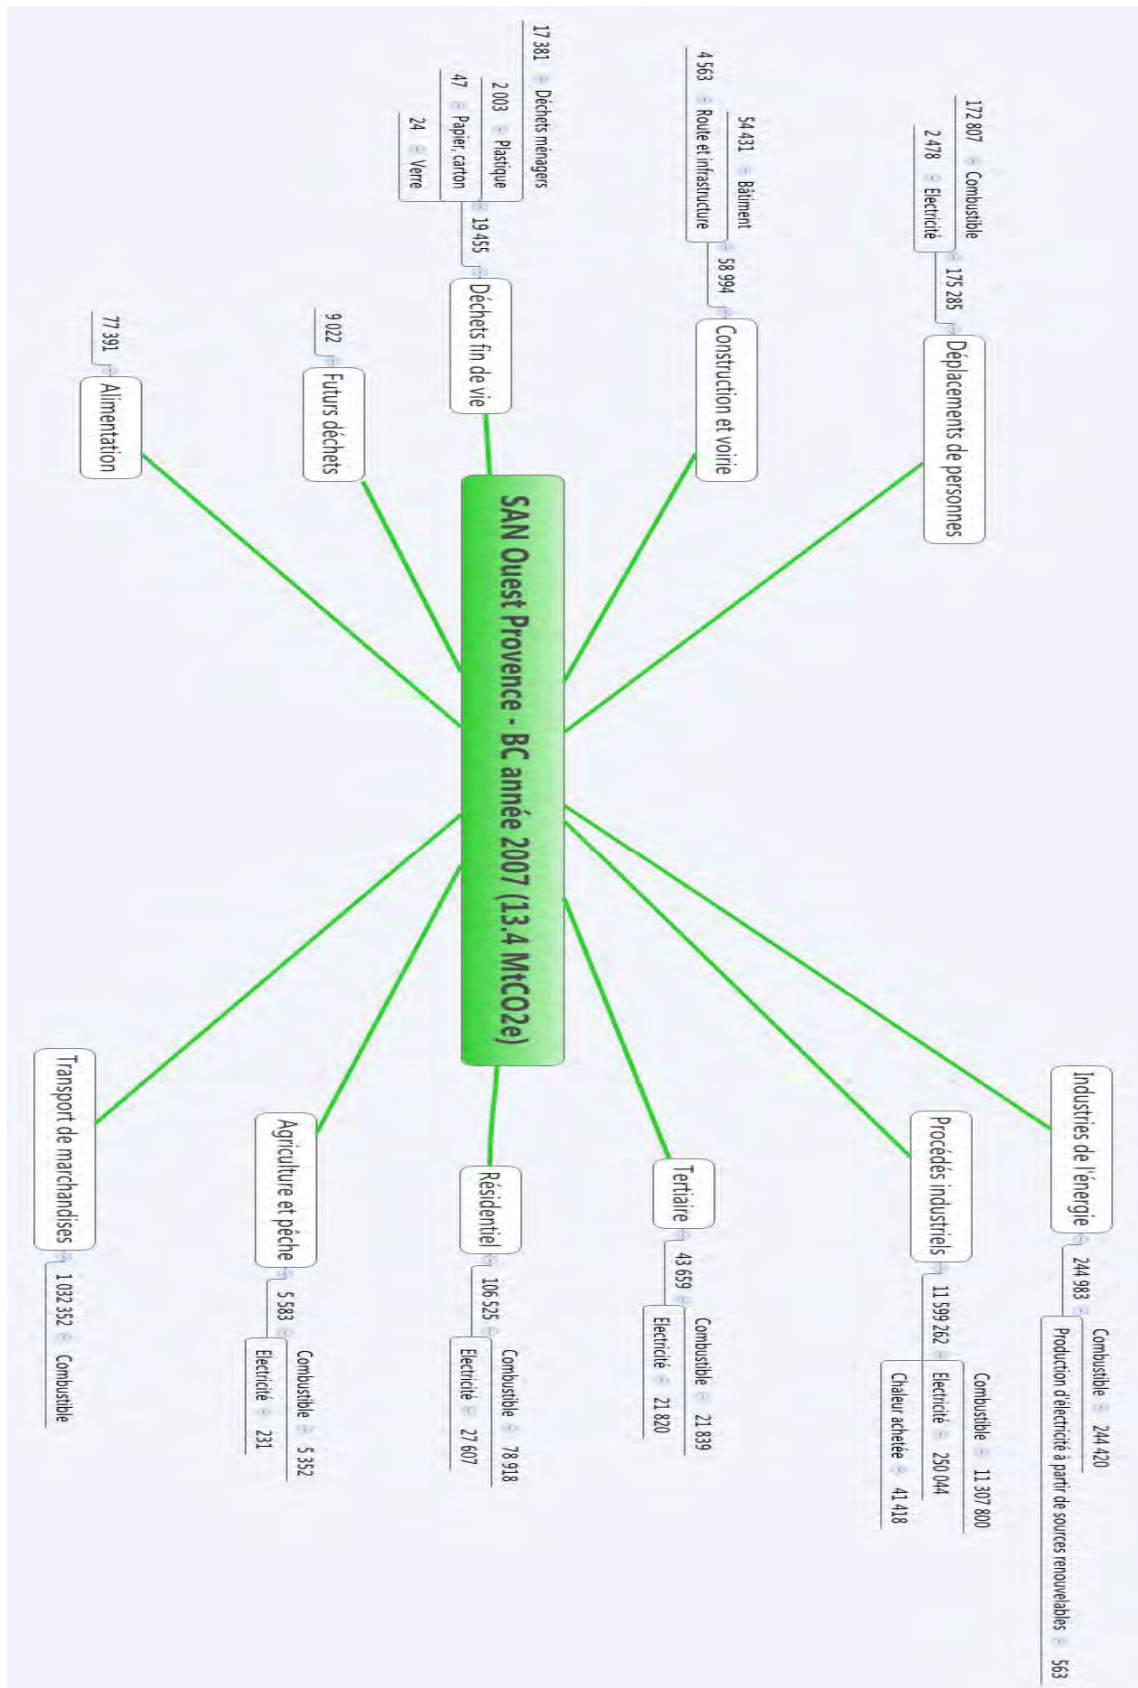 SAN Ouest Provence - BC année 2007 (13.4 MtCO2e)
Industries de l'énergie
244 983
Combustible
244 420
Production d'électricité à partir de sources renouvelables
563
Procédés industriels
11 599 262
Combustible
11 307 800
Electricité
250 044
Chaleur achetée
41 418
Tertiaire
43 659
Combustible
21 839
Electricité
21 820
Résidentiel
106 525
Combustible
78 918
Electricité
27 607
Agriculture et pêche
5 583
Combustible
5 352
Electricité
231
Transport de marchandises
1 032 352
Combustible
Déplacements de personnes
175 285
172 807
Combustible
2 478
Electricité
Construction et voirie
58 994
54 431
Bâtiment
4 563
Route et infrastructure
Déchets fin de vie
19 455
17 381
Déchets ménagers
2 003
Plastique
47
Papier, carton
24
Verre
Futurs déchets
9 022
Alimentation
77 391